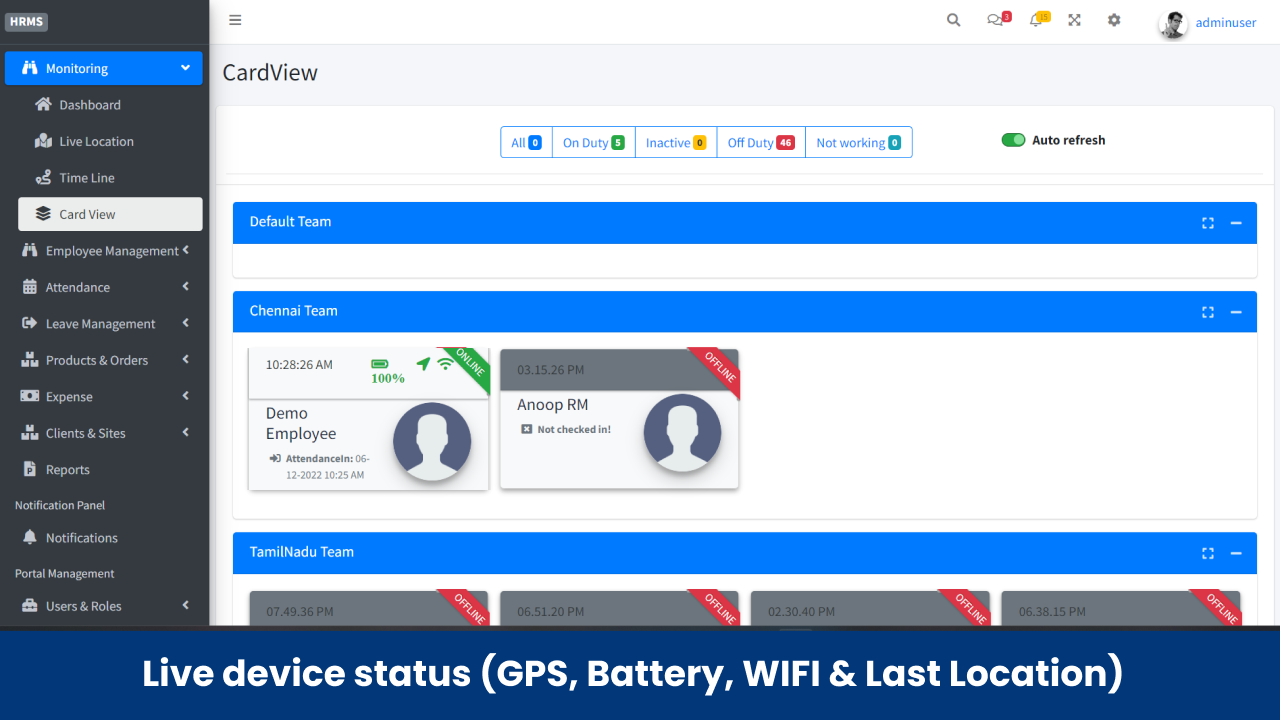 HRMS
3
15
adminuser
Monitoring
Dashboard
Live Location
Time Line
Card View
Employee Management
Attendance
Leave Management
Products & Orders
Expense
Clients & Sites
Reports
Notification Panel
Notifications
Portal Management
Users & Roles
CardView
All 0 On Duty 5 Inactive 0 Off Duty 46 Not working 0
Auto refresh
Default Team
Chennai Team
10:28:26 AM
100%
ONLINE
Demo
Employee
AttendanceIn: 06-
12-2022 10:25 AM
03.15.26 PM
OFFLINE
Anoop RM
Not checked in!
TamilNadu Team
07.49.36 PM OFFLINE
06.51.20 PM OFFLINE
02.30.40 PM OFFLINE
06.38.15 PM OFFLINE
Live device status (GPS, Battery, WIFI & Last Location)